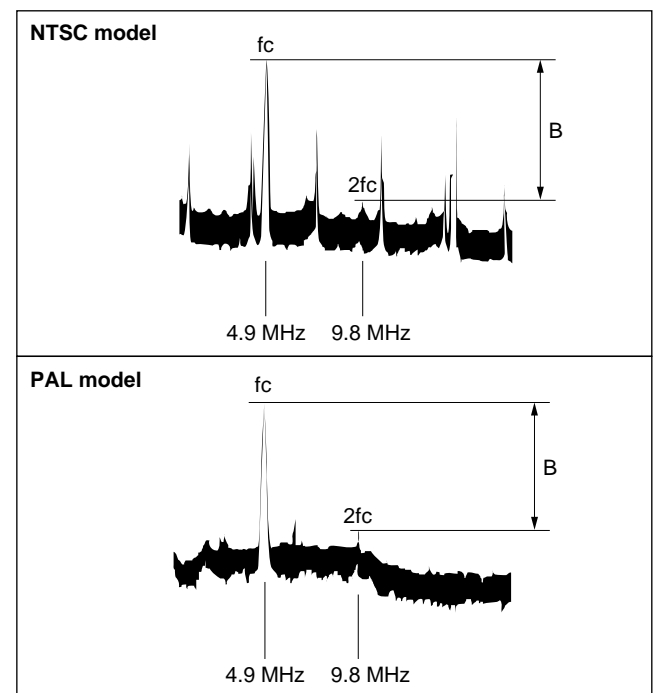 NTSC model
fc
B
2fc
4.9 MHz 9.8 MHz
PAL model
fc
B
2fc
4.9 MHz 9.8 MHz